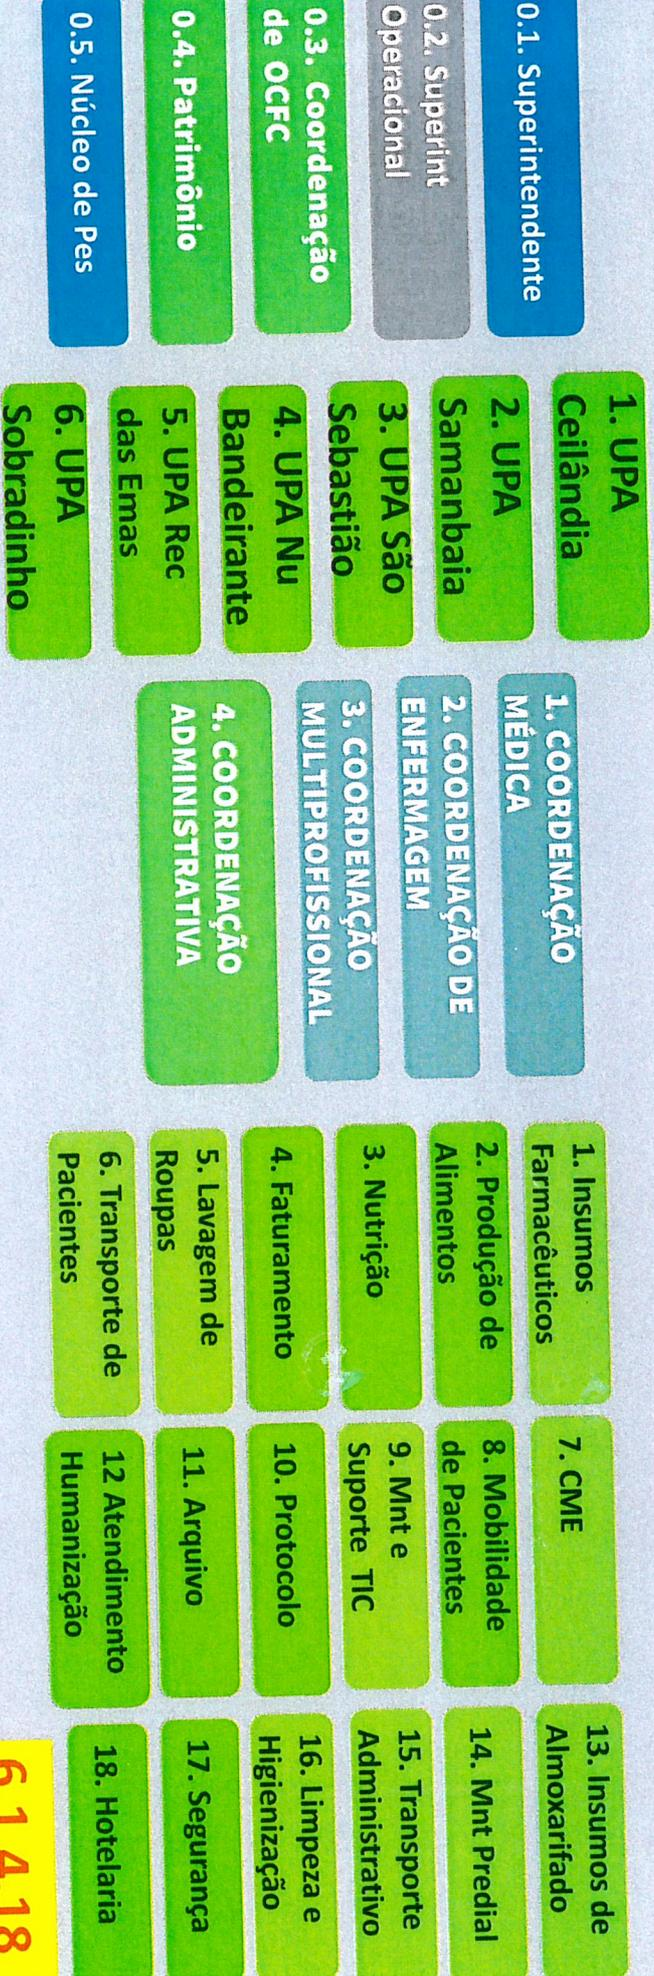 0.1. Superintendente
0.2. Superint
Operacional
0.3. Coordenação
de OCFC
0.4. Patrimônio
0.5. Núcleo de Pes
1. UPA
Ceilândia
2. UPA
Samanbaia
3. UPA São
Sebastião
4. UPA Nu
Bandeirante
5. UPA Rec
das Emas
6. UPA
Sobradinho
1. COORDENAÇÃO
MÉDICA
2. COORDENAÇÃO DE
ENFERMAGEM
3. COORDENAÇÃO
MULTIPROFISSIONAL
4. COORDENAÇÃO
ADMINISTRATIVA
1. Insumos
Farmacêuticos
2. Produção de
Alimentos
3. Nutrição
4. Faturamento
5. Lavagem de
Roupas
6. Transporte de
Pacientes
7. CME
8. Mobilidade
de Pacientes
9. Mnt e
Suporte TIC
10. Protocolo
11. Arquivo
12 Atendimento
Humanização
13. Insumos de
Almoxarifado
14. Mnt Predial
15. Transporte
Administrativo
16. Limpeza e
Higienização
17. Segurança
18. Hotelaria
6.1.4.18